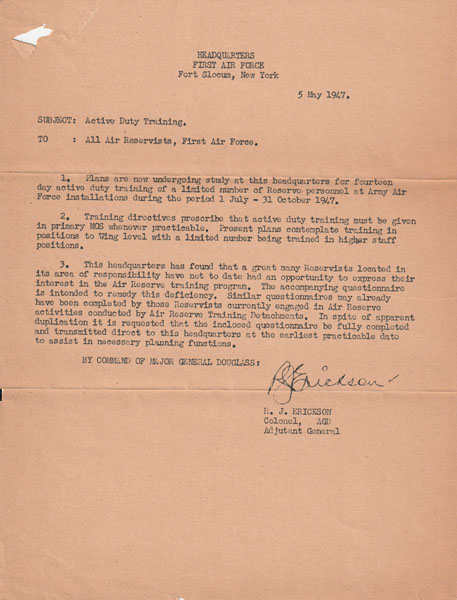 HEADQUARTERS
FIRST AIR FORCE
Fort Slocum, New York
5 May 1947.
SUBJECT: Active Duty Training.
TO : All Air Reservists, First Air Force.
1. Plans are now undergoing study at this headquarters for fourteen
day active duty training of a limited number of Reserve personnel at Army Air
Force installations during the period 1 July - 31 October 1947.
2. Training directives prescribe that active duty training must be given
in primary MOS whenever practicable. Present plans contemplate training in
positions to Wing level with a limited number being trained in higher staff
positions.
3. This headquarters has found that a great many Reservists located in
its area of responsibility have not to date had an opportunity to express their
interest in the Air Reserve training program. The accompanying questionnaire
is intended to remedy this deficiency. Similar questionnaires may already
have been completed by those Reservists currently engaged in Air Reserve
activities conducted by Air Reserve Training Detachments. In spite of apparent
duplication it is requested that the inclosed questionnaire be fully completed
and transmitted direct to this headquarters at the earliest practicable date
to assist in necessary planning functions.
BY COMMAND OF MAJOR GENERAL DOUGLASS:
RJErickson
R. J. ERICKSON
Colonel, AGD
Adjutant General